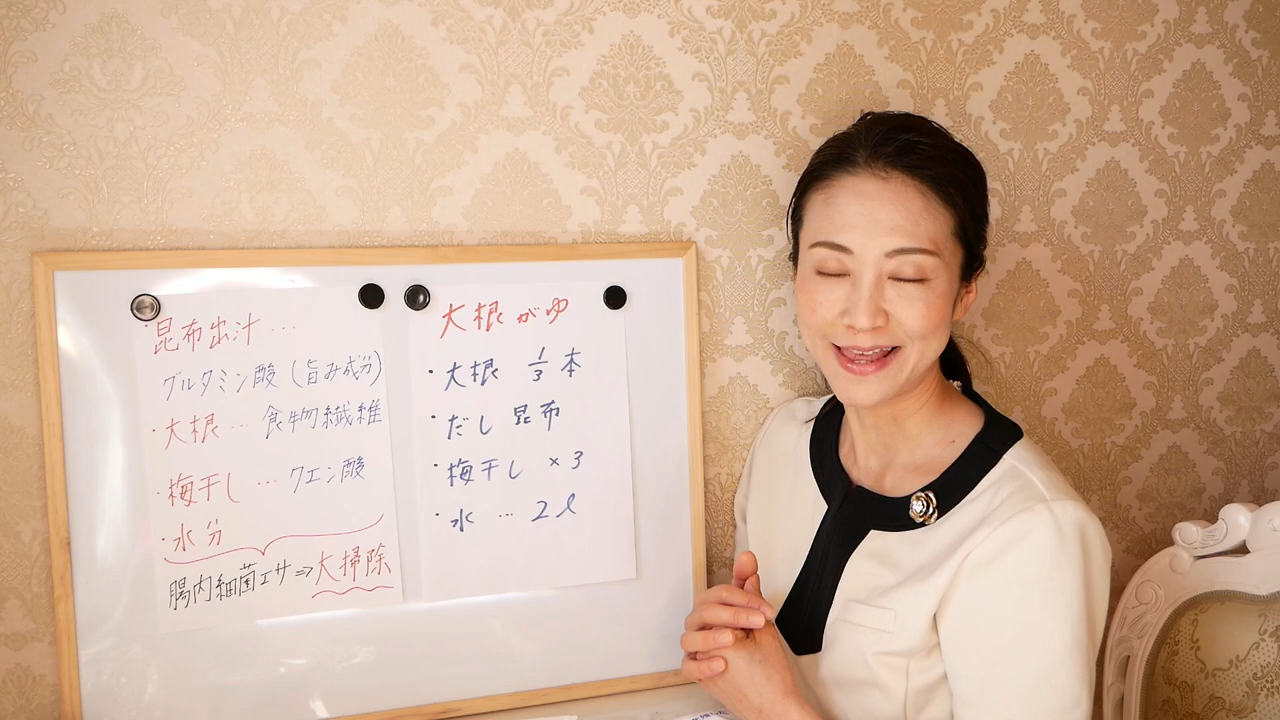 ・昆布出汁…
グルタミン酸(旨み成分)
・大根…食物繊維
・梅干し…クエン酸
・水分
腸内細菌エサ⇒大掃除
大根がゆ
・大根 1/3本
・だし昆布
・梅干し ×3
・水…2ℓ